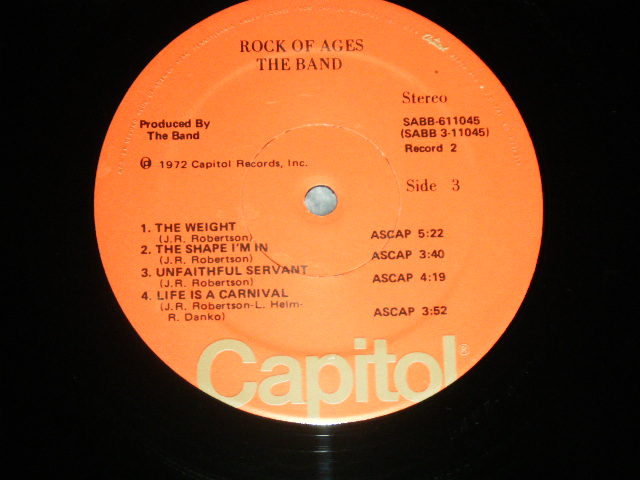 ROCK OF AGES
THE BAND
Capitol
Stereo
Produced By
The Band
SABB-611045
(SABB 3-11045)
Record 2
℗ 1972 Capitol Records, Inc.
Side 3
1. THE WEIGHT
(J.R. Robertson) ASCAP 5:22
2. THE SHAPE I'M IN
(J.R. Robertson) ASCAP 3:40
3. UNFAITHFUL SERVANT
(J.R. Robertson) ASCAP 4:19
4. LIFE IS A CARNIVAL
(J.R. Robertson-L. Helm-
R. Danko) ASCAP 3:52
Capitol®